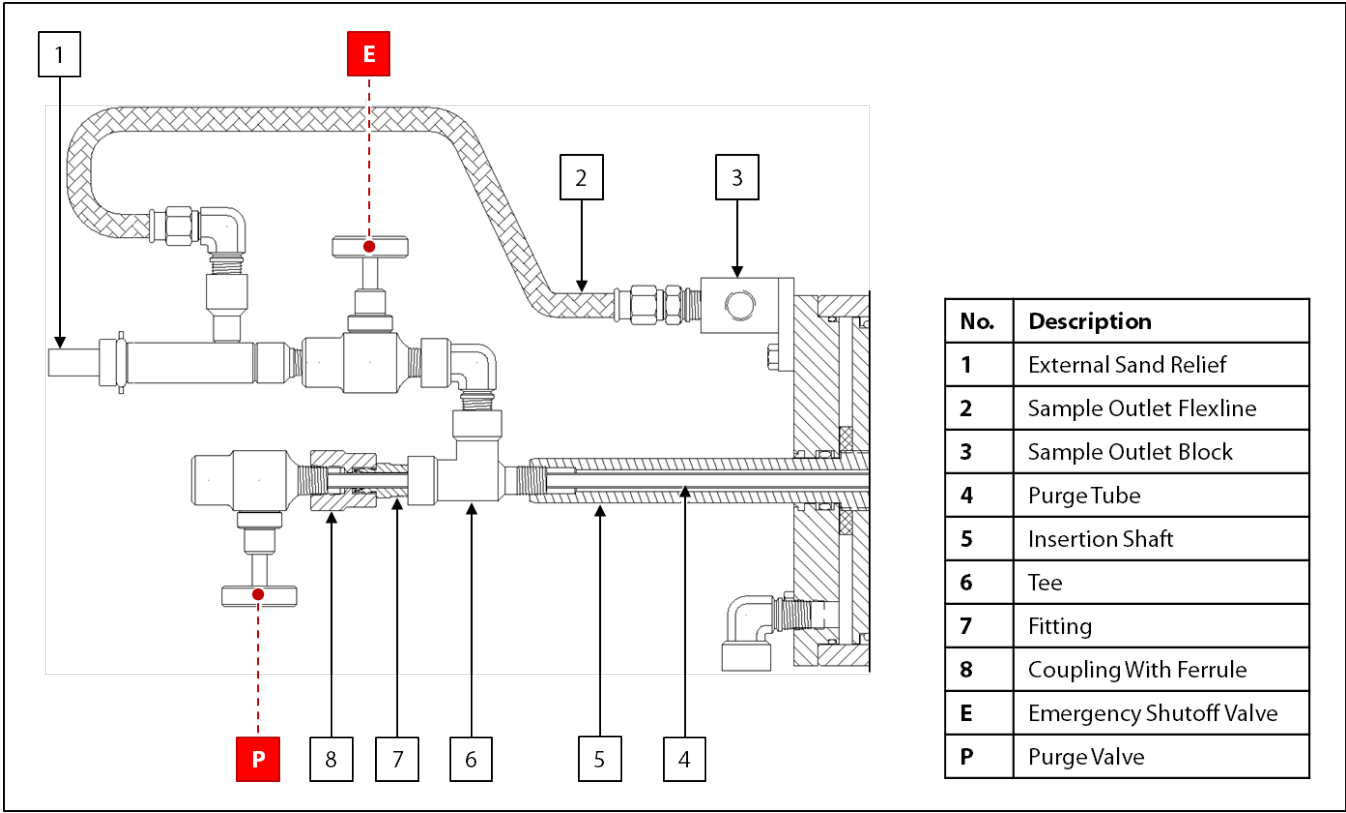 1
E
2
3
P
8
7
6
5
4
No. Description
1 External Sand Relief
2 Sample Outlet Flexline
3 Sample Outlet Block
4 Purge Tube
5 Insertion Shaft
6 Tee
7 Fitting
8 Coupling With Ferrule
E Emergency Shutoff Valve
P Purge Valve